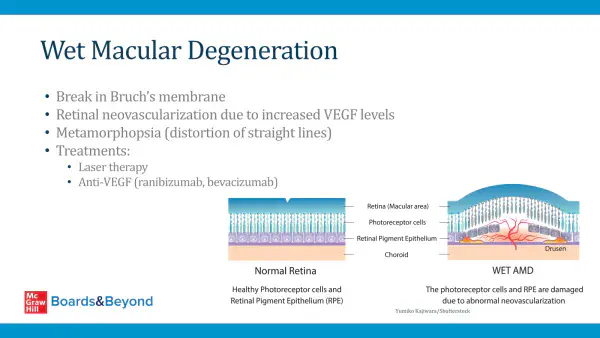 Wet Macular Degeneration
• Break in Bruch's membrane
• Retinal neovascularization due to increased VEGF levels
• Metamorphopsia (distortion of straight lines)
• Treatments:
• Laser therapy
• Anti-VEGF (ranibizumab, bevacizumab)
Retina (Macular area)
Photoreceptor cells
Retinal Pigment Epithelium
Choroid
Drusen
Normal Retina
Healthy Photoreceptor cells and
Retinal Pigment Epithelium (RPE)
WET AMD
The photoreceptor cells and RPE are damaged
due to abnormal neovascularization
Yumiko Kajiwara/Shutterstock
Mc
Graw
Hill
Boards&Beyond